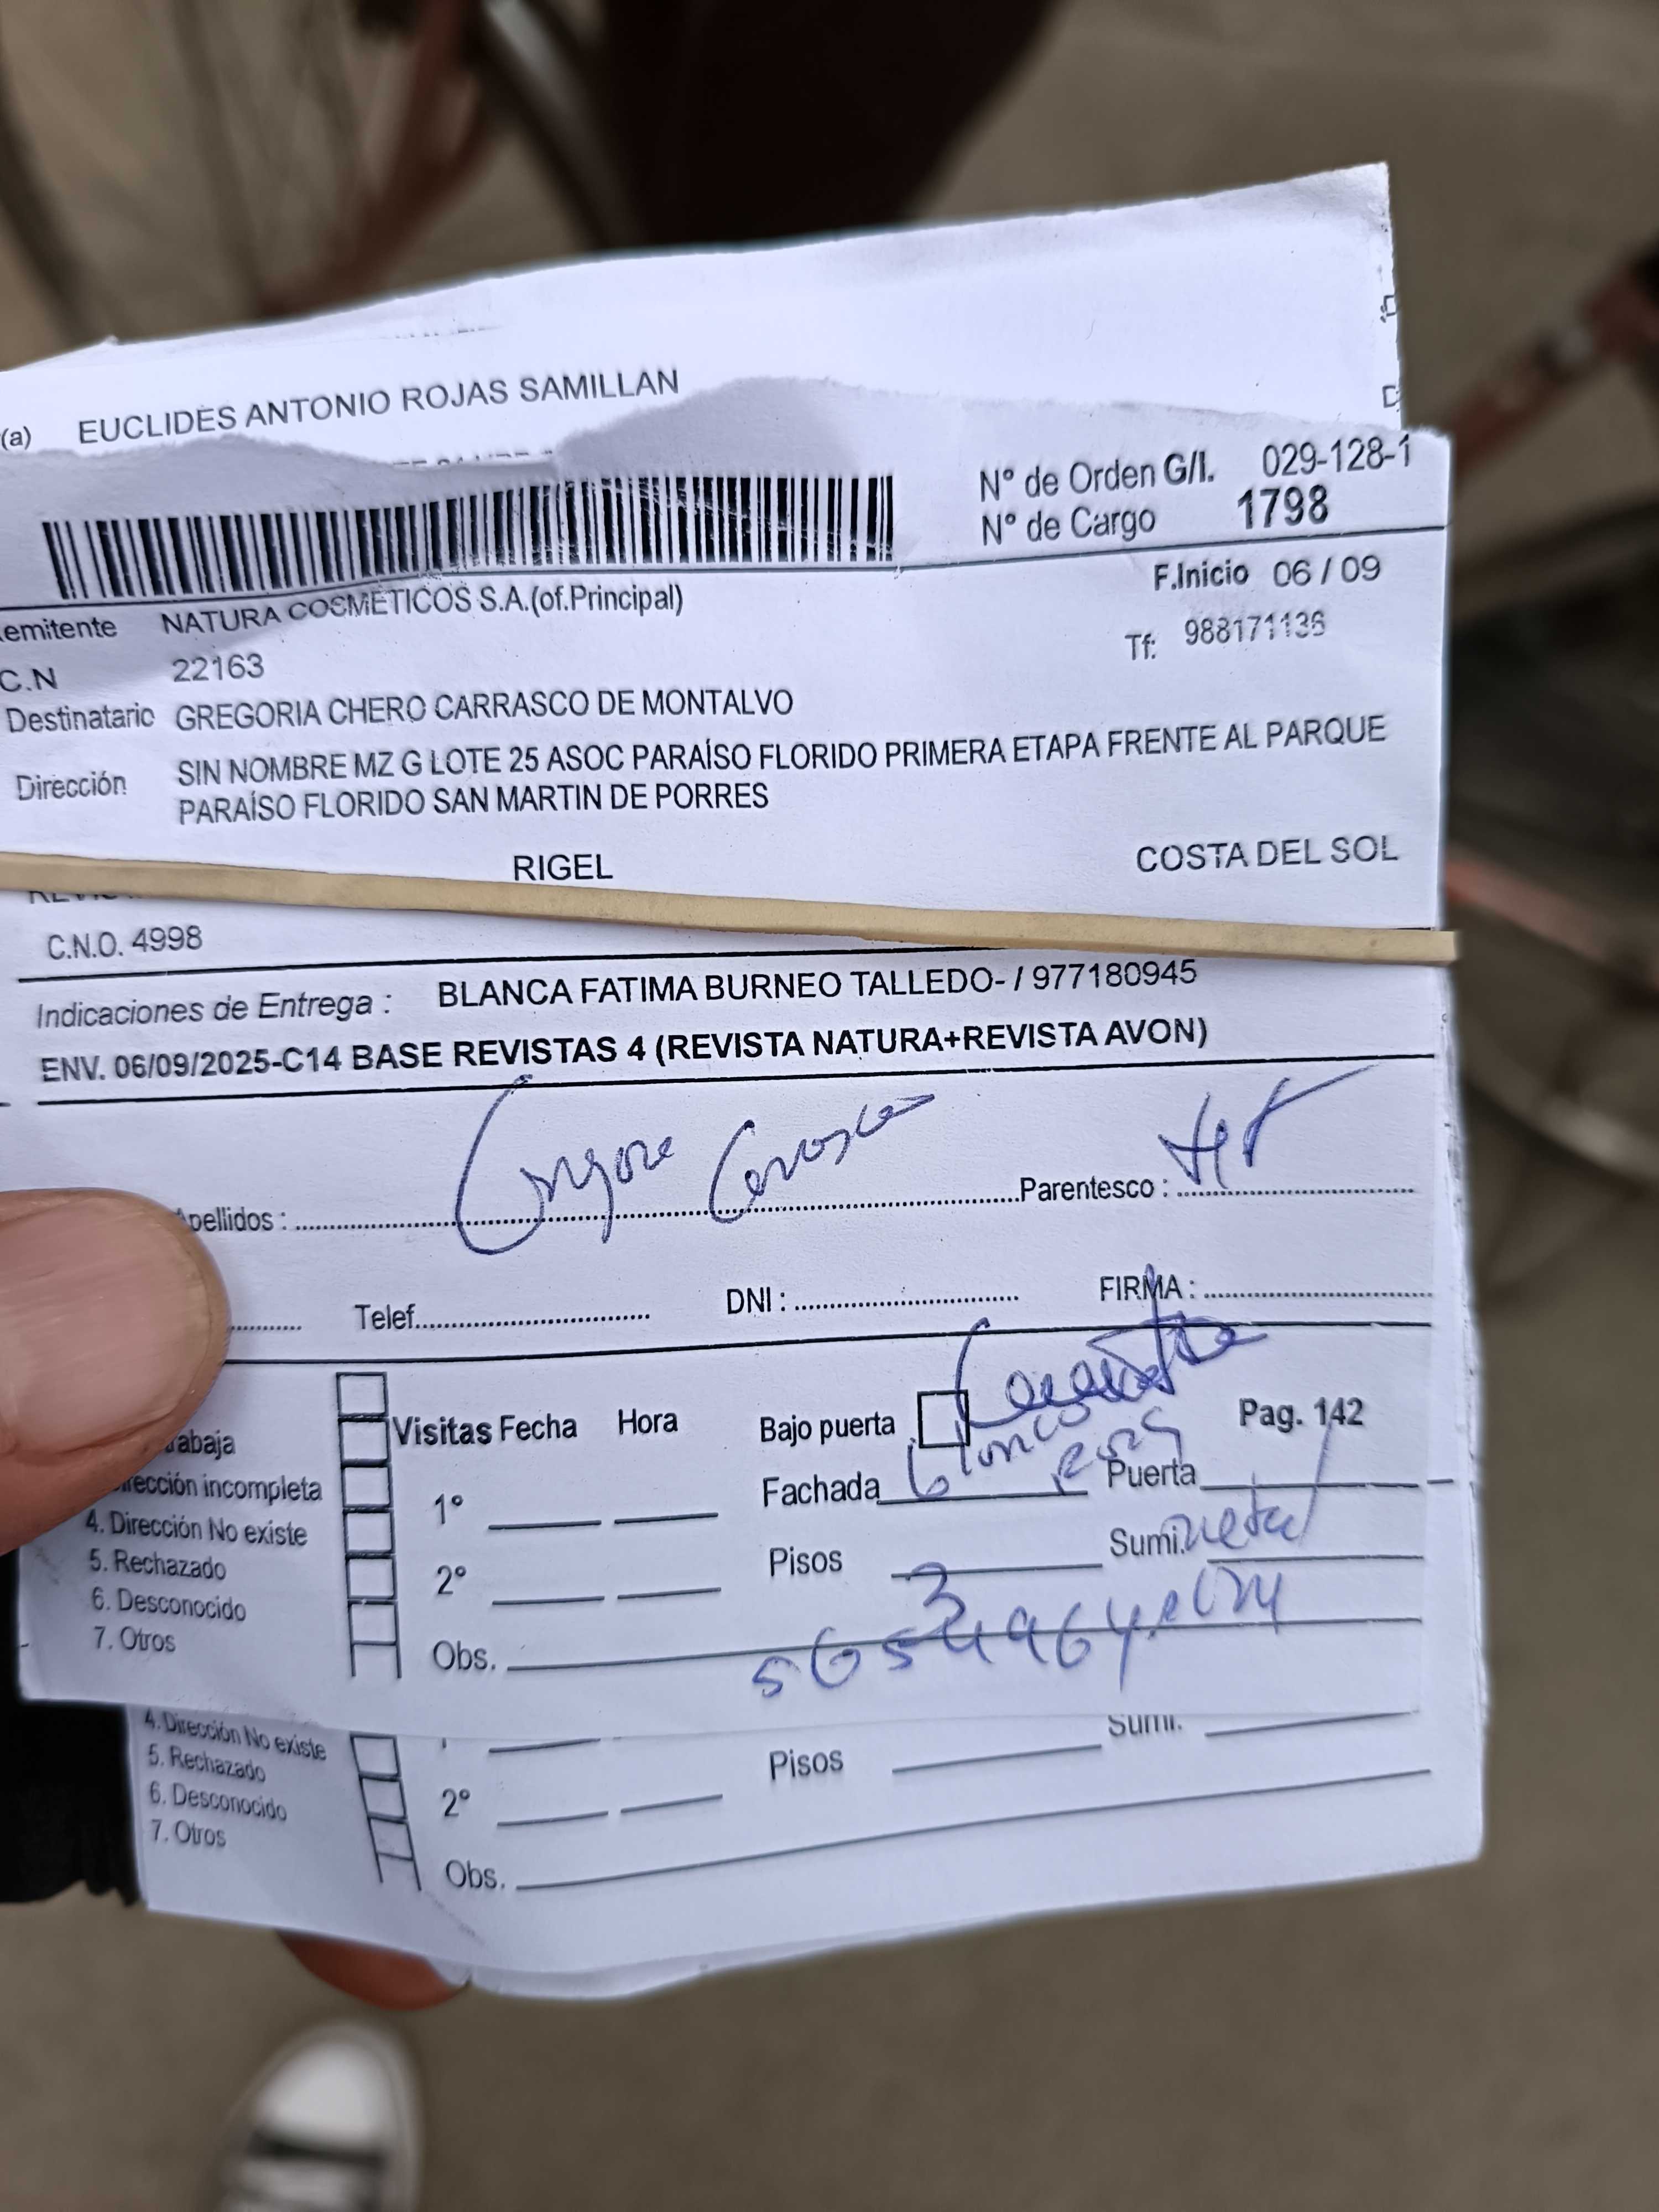 (a) EUCLIDES ANTONIO ROJAS SAMILLAN
N° de Orden G/I. 029-128-1
N° de Cargo 1798
F.Inicio 06 / 09
emitente NATURA COSMETICOS S.A.(of.Principal)
Tf: 988171136
C.N 22163
Destinatario GREGORIA CHERO CARRASCO DE MONTALVO
Dirección SIN NOMBRE MZ G LOTE 25 ASOC PARAÍSO FLORIDO PRIMERA ETAPA FRENTE AL PARQUE
PARAÍSO FLORIDO SAN MARTIN DE PORRES
RIGEL COSTA DEL SOL
C.N.O. 4998
Indicaciones de Entrega : BLANCA FATIMA BURNEO TALLEDO- / 977180945
ENV. 06/09/2025-C14 BASE REVISTAS 4 (REVISTA NATURA+REVISTA AVON)
Apellidos : Parentesco :
Telef. DNI : FIRMA :
Visitas Fecha Hora Bajo puerta Pag. 142
abaja
rección incompleta 1° Fachada Puerta
4. Dirección No existe
5. Rechazado 2° Pisos 3 Sumi.
6. Desconocido
7. Otros Obs.
4. Dirección No existe Sumi.
5. Rechazado Pisos
6. Desconocido 2°
7. Otros
Obs.